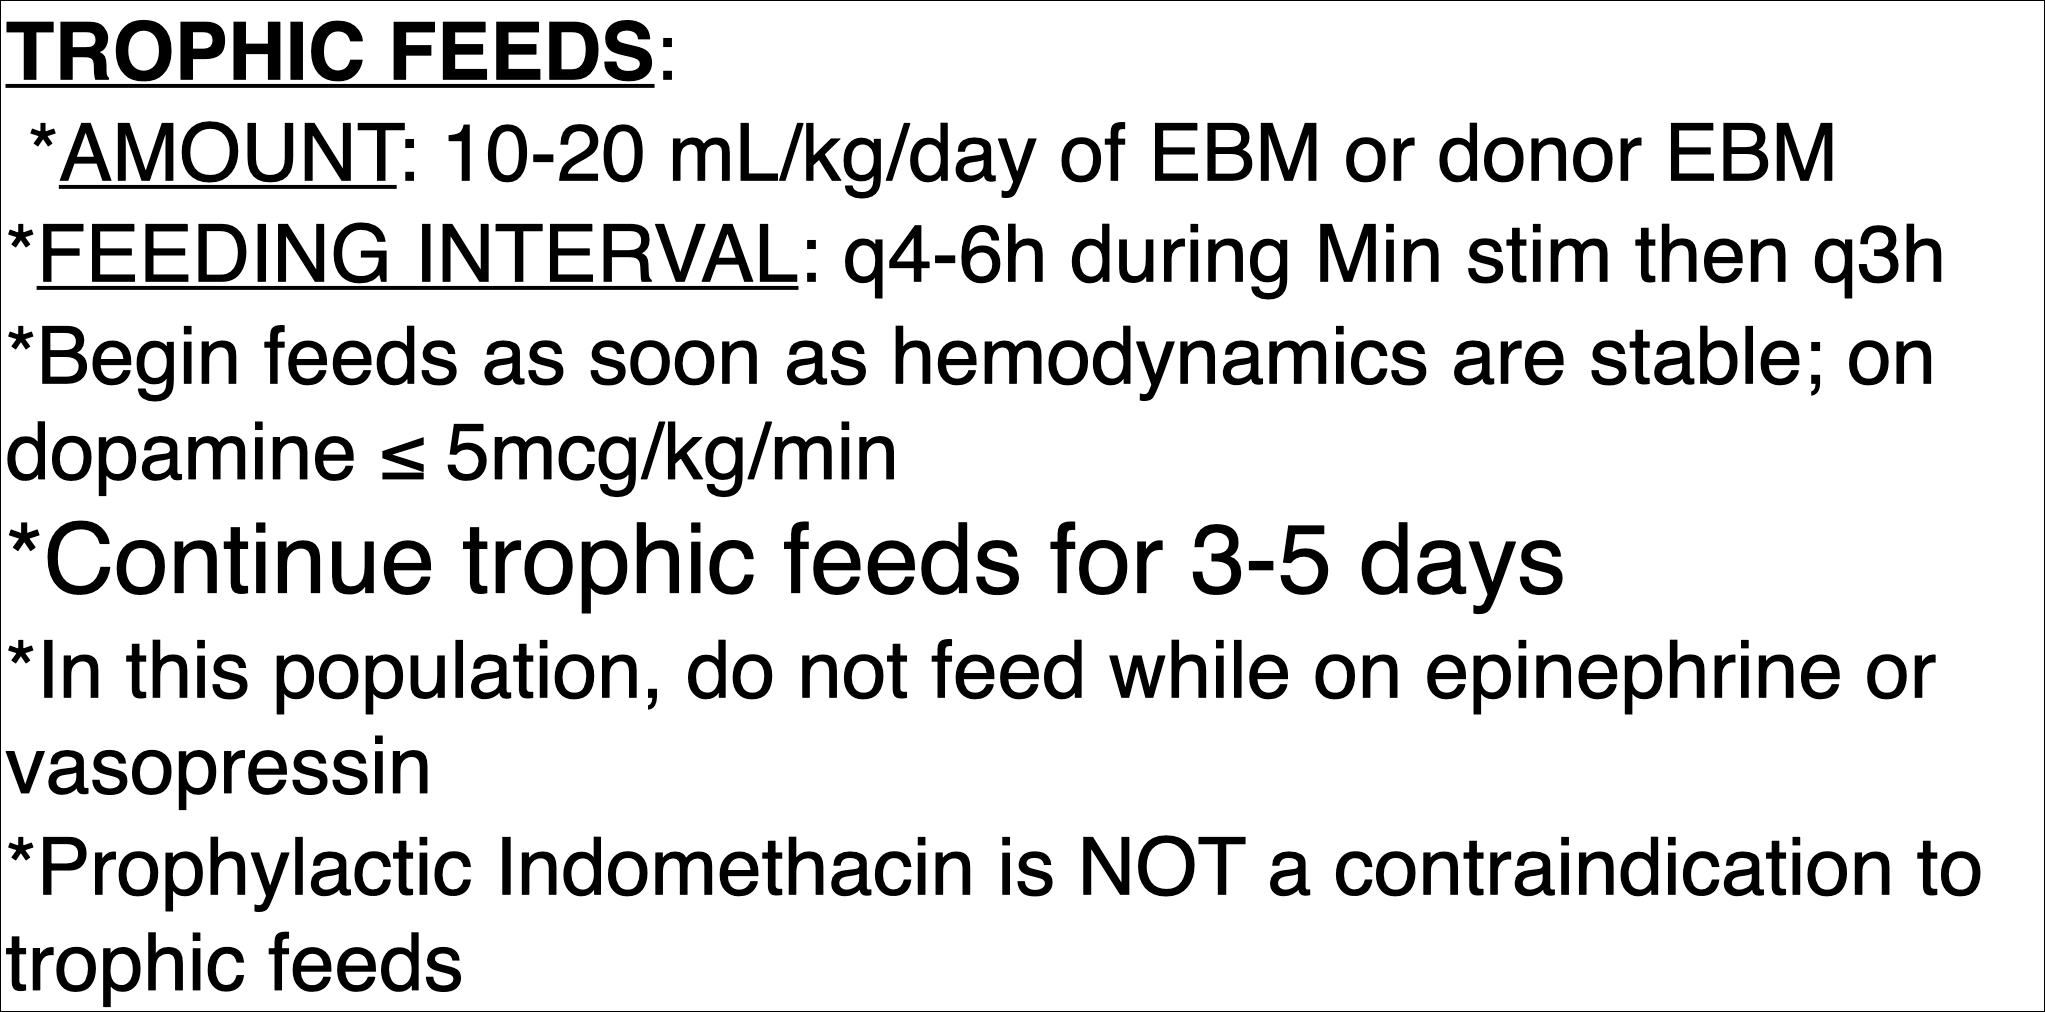 TROPHIC FEEDS:
*AMOUNT: 10-20 mL/kg/day of EBM or donor EBM
*FEEDING INTERVAL: q4-6h during Min stim then q3h
*Begin feeds as soon as hemodynamics are stable; on
dopamine ≤ 5mcg/kg/min
*Continue trophic feeds for 3-5 days
*In this population, do not feed while on epinephrine or
vasopressin
*Prophylactic Indomethacin is NOT a contraindication to
trophic feeds